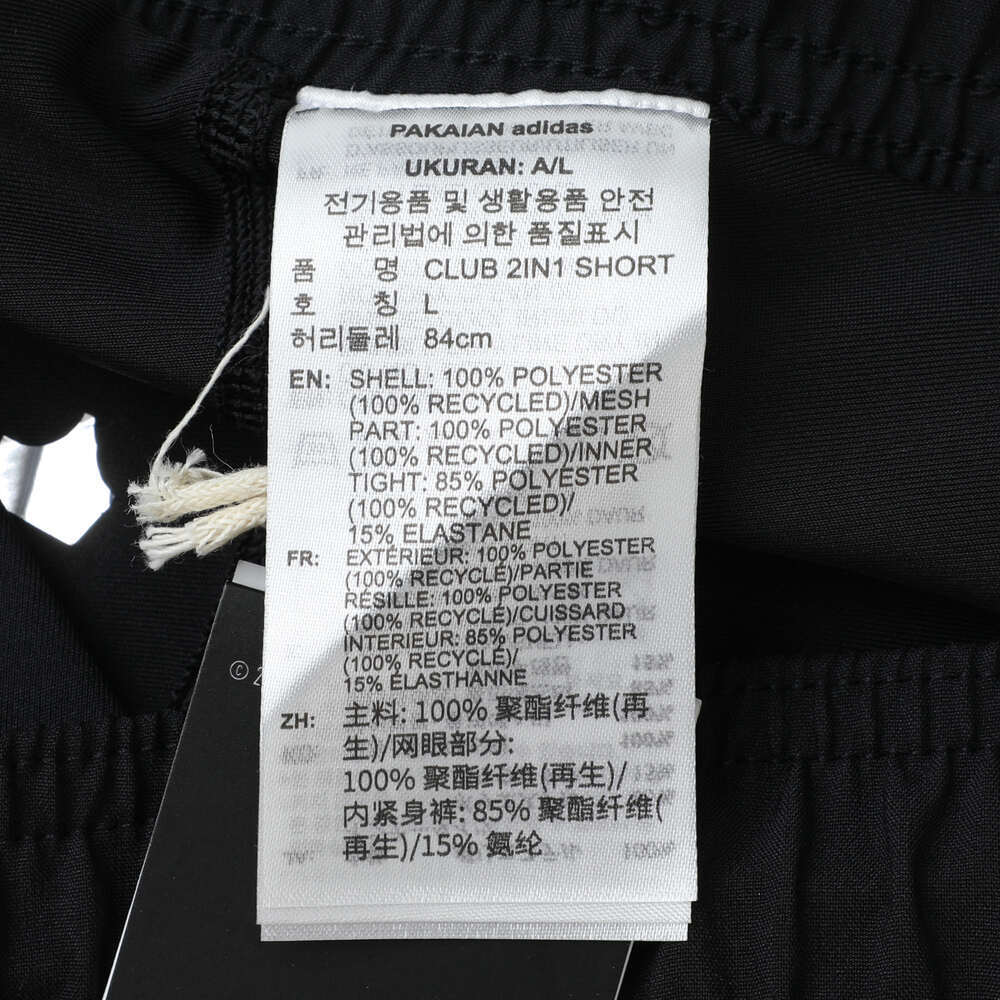 PAKAIAN adidas
UKURAN: A/L
전기용품 및 생활용품 안전
관리법에 의한 품질표시
품 명 CLUB 2IN1 SHORT
호 칭 L
허리둘레 84cm
EN: SHELL: 100% POLYESTER
(100% RECYCLED)/MESH
PART: 100% POLYESTER
(100% RECYCLED)/INNER
TIGHT: 85% POLYESTER
(100% RECYCLED)/
15% ELASTANE
FR: EXTÉRIEUR: 100% POLYESTER
(100% RECYCLÉ)/PARTIE
RÉSILLE: 100% POLYESTER
(100% RECYCLÉ)/CUISSARD
INTÉRIEUR: 85% POLYESTER
(100% RECYCLÉ)/
15% ÉLASTHANNE
ZH: 主料: 100% 聚酯纤维(再
生)/网眼部分:
100% 聚酯纤维(再生)/
内紧身裤: 85% 聚酯纤维(
再生)/15% 氨纶
© 2